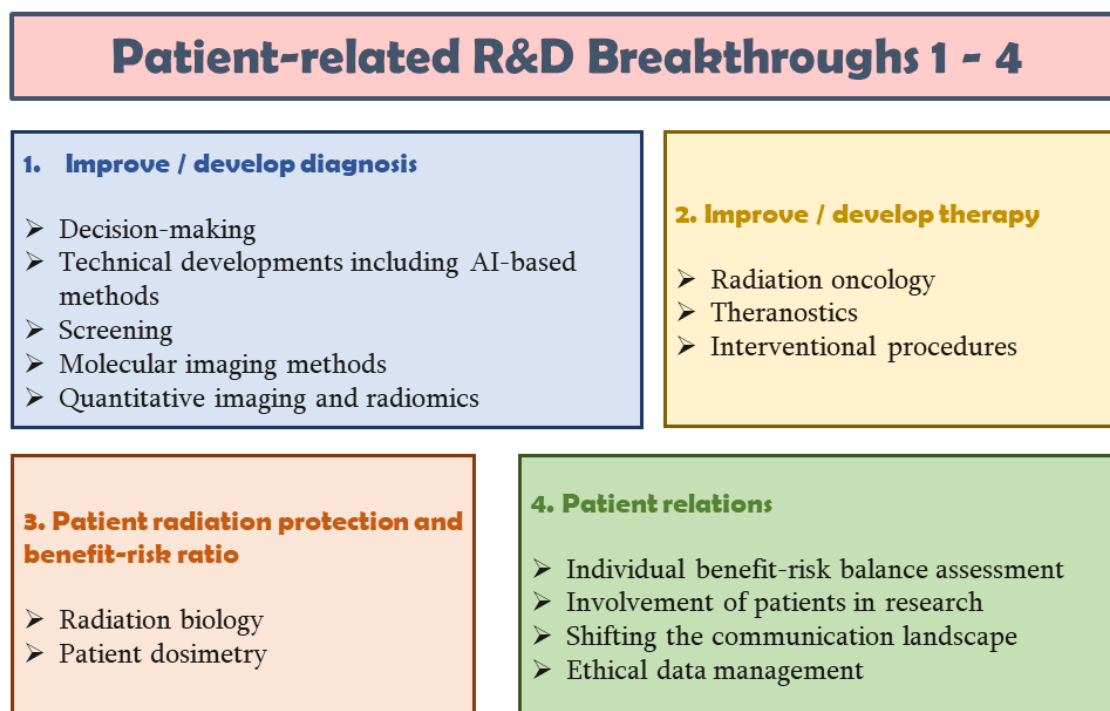 Patient-related R&D Breakthroughs 1 - 4
1. Improve / develop diagnosis
➢ Decision-making
➢ Technical developments including AI-based
methods
➢ Screening
➢ Molecular imaging methods
➢ Quantitative imaging and radiomics
2. Improve / develop therapy
➢ Radiation oncology
➢ Theranostics
➢ Interventional procedures
3. Patient radiation protection and
benefit-risk ratio
➢ Radiation biology
➢ Patient dosimetry
4. Patient relations
➢ Individual benefit-risk balance assessment
➢ Involvement of patients in research
➢ Shifting the communication landscape
➢ Ethical data management